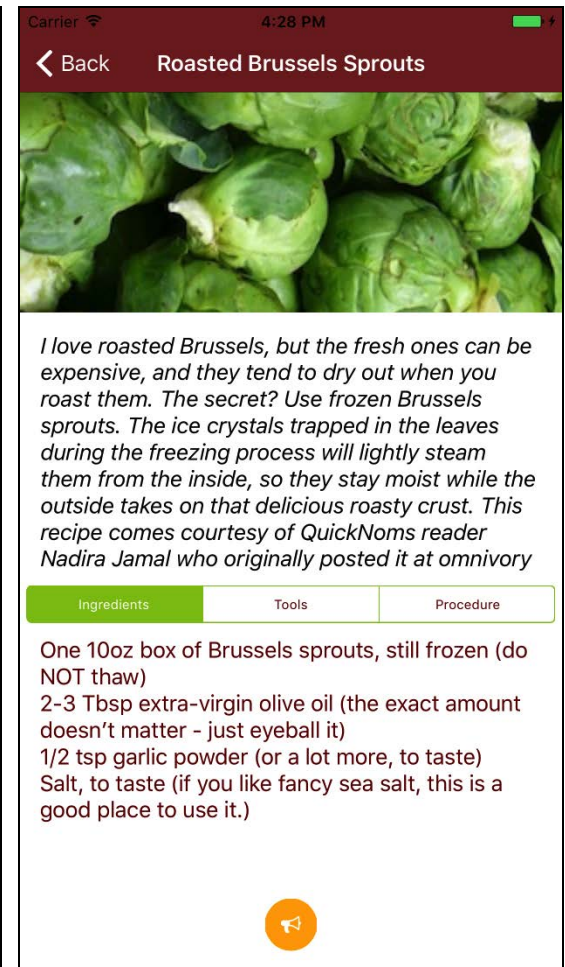 Carrier 4:28 PM
Back Roasted Brussels Sprouts
I love roasted Brussels, but the fresh ones can be
expensive, and they tend to dry out when you
roast them. The secret? Use frozen Brussels
sprouts. The ice crystals trapped in the leaves
during the freezing process will lightly steam
them from the inside, so they stay moist while the
outside takes on that delicious roasty crust. This
recipe comes courtesy of QuickNoms reader
Nadira Jamal who originally posted it at omnivory
Ingredients Tools Procedure
One 10oz box of Brussels sprouts, still frozen (do
NOT thaw)
2-3 Tbsp extra-virgin olive oil (the exact amount
doesn’t matter - just eyeball it)
1/2 tsp garlic powder (or a lot more, to taste)
Salt, to taste (if you like fancy sea salt, this is a
good place to use it.)